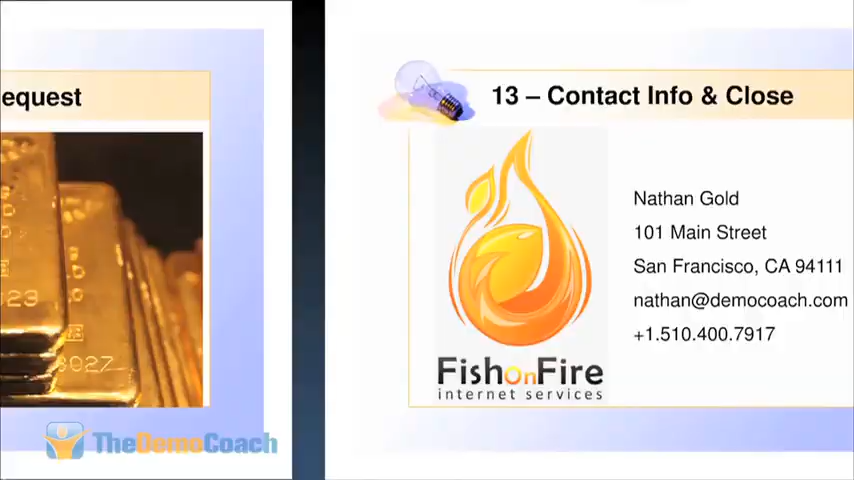 equest
13 – Contact Info & Close
Nathan Gold
101 Main Street
San Francisco, CA 94111
nathan@democoach.com
+1.510.400.7917
FishonFire
internet services
TheDemoCoach